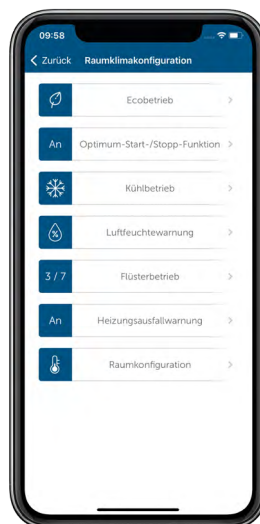 09:58
Zurück Raumklimakonfiguration
Ecobetrieb
An Optimum-Start-/Stopp-Funktion
Kühlbetrieb
%
Luftfeuchtewarnung
3 / 7 Flüsterbetrieb
An Heizungsausfallwarnung
Raumkonfiguration